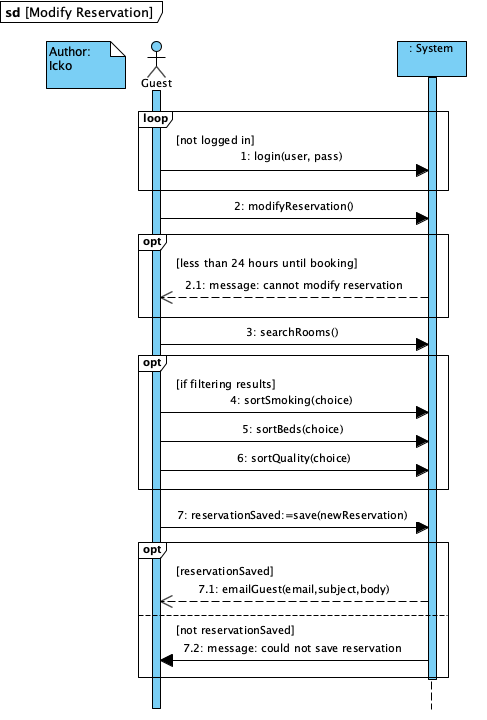 sd [Modify Reservation]
Author:
Icko
Guest
: System
loop
[not logged in]
1: login(user, pass)
2: modifyReservation()
opt
[less than 24 hours until booking]
2.1: message: cannot modify reservation
3: searchRooms()
opt
[if filtering results]
4: sortSmoking(choice)
5: sortBeds(choice)
6: sortQuality(choice)
7: reservationSaved:=save(newReservation)
opt
[reservationSaved]
7.1: emailGuest(email,subject,body)
[not reservationSaved]
7.2: message: could not save reservation